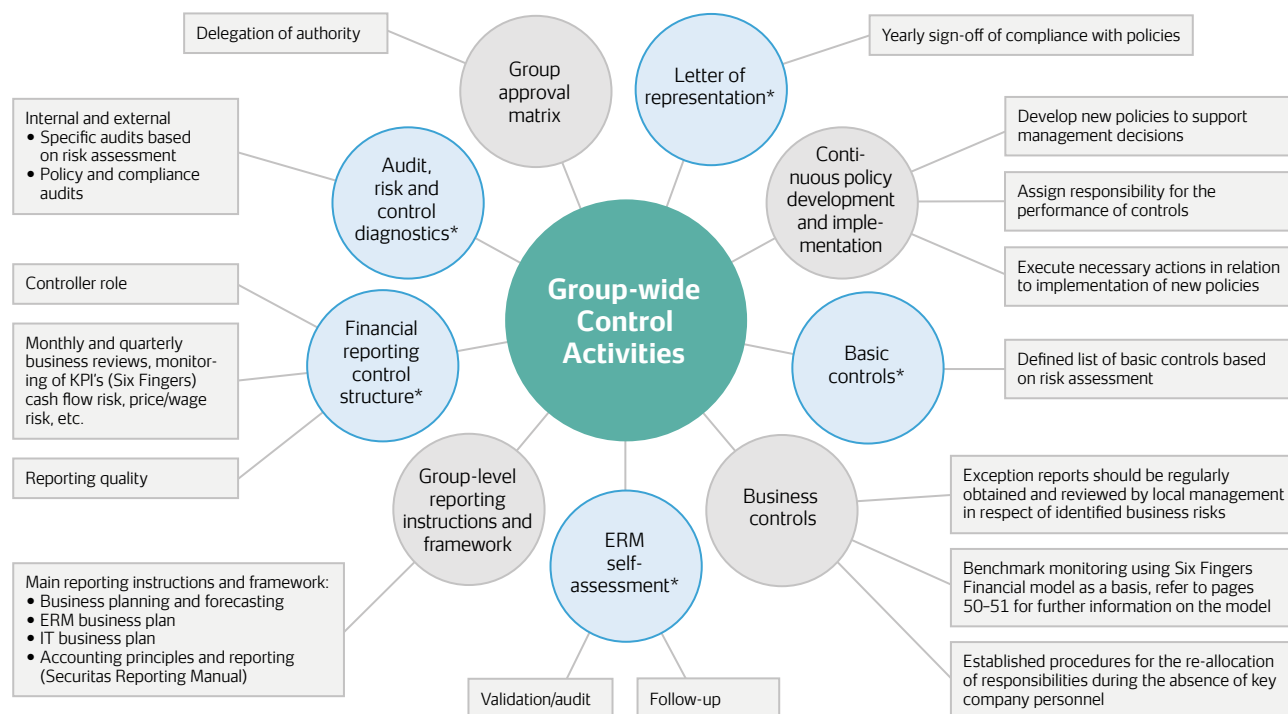 Group-wide
Control
Activities
Group
approval
matrix
Delegation of authority
Letter of
representation*
Yearly sign-off of compliance with policies
Conti-
nuous policy
development
and imple-
mentation
Develop new policies to support
management decisions
Assign responsibility for the
performance of controls
Execute necessary actions in relation
to implementation of new policies
Basic
controls*
Defined list of basic controls based
on risk assessment
Business
controls
Exception reports should be regularly
obtained and reviewed by local management
in respect of identified business risks
Benchmark monitoring using Six Fingers
Financial model as a basis, refer to pages
50–51 for further information on the model
Established procedures for the re-allocation
of responsibilities during the absence of key
company personnel
ERM
self-
assessment*
Validation/audit
Follow-up
Group-level
reporting
instructions and
framework
Main reporting instructions and framework:
• Business planning and forecasting
• ERM business plan
• IT business plan
• Accounting principles and reporting
(Securitas Reporting Manual)
Financial
reporting
control
structure*
Controller role
Monthly and quarterly
business reviews, monitor-
ing of KPI's (Six Fingers)
cash flow risk, price/wage
risk, etc.
Reporting quality
Audit,
risk and
control
diagnostics*
Internal and external
• Specific audits based
on risk assessment
• Policy and compliance
audits